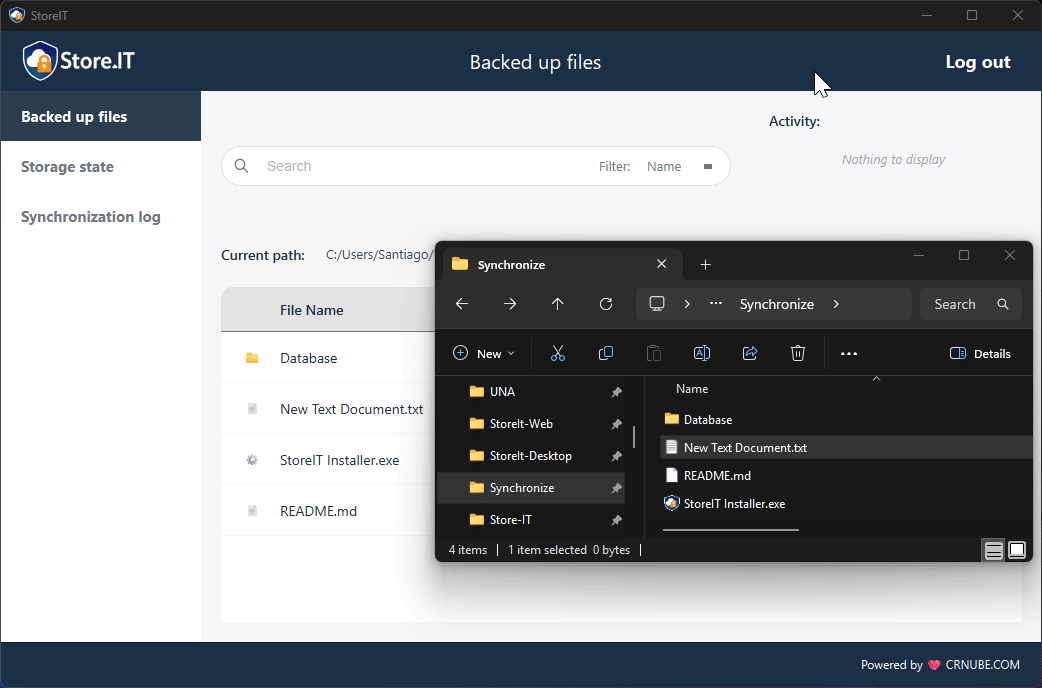 StoreIT
Store.IT
Backed up files
Log out
Backed up files
Storage state
Synchronization log
Activity:
Nothing to display
Search
Filter:
Name
Current path:
C:/Users/Santiago/
File Name
Database
New Text Document.txt
StoreIT Installer.exe
README.md
Synchronize
Synchronize
Search
New
Details
UNA
StoreIt-Web
StoreIt-Desktop
Synchronize
Store-IT
Name
Database
New Text Document.txt
README.md
StoreIT Installer.exe
4 items
1 item selected 0 bytes
Powered by
CRNUBE.COM